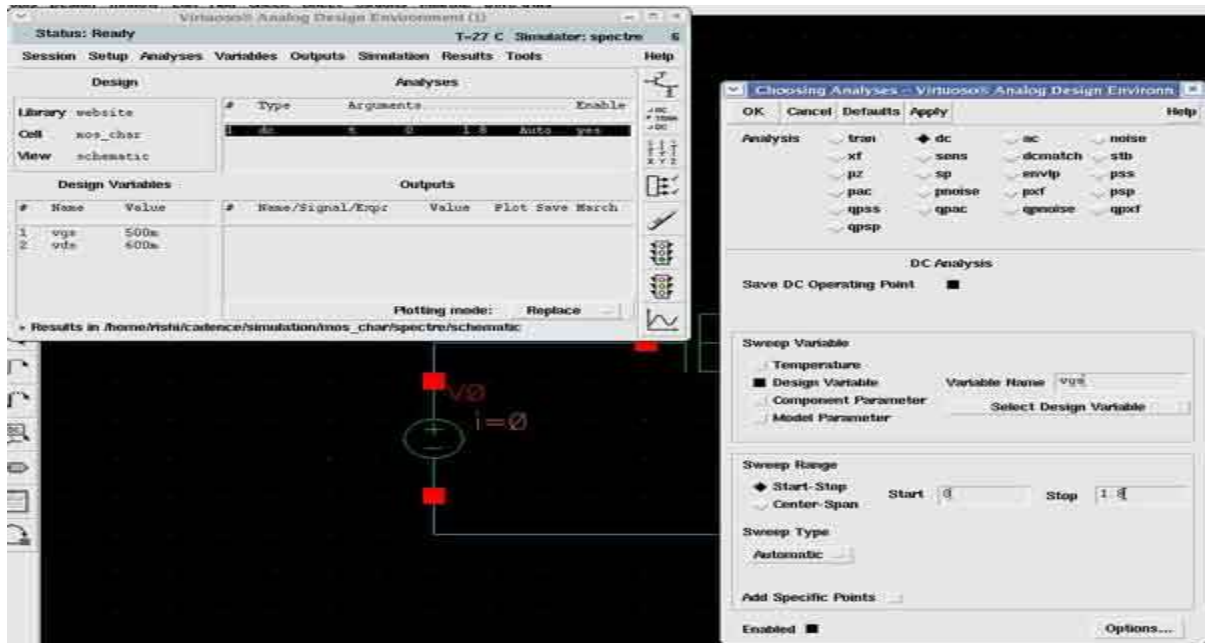 Virtuoso® Analog Design Environment (1)
Status: Ready
T=27 C Simulator: spectre 6
Session Setup Analyses Variables Outputs Simulation Results Tools Help
Design
Library website
Cell mos_char
View schematic
Analyses
# Type Arguments Enable
1 dc t 0 1.8 Auto yes
Design Variables
# Name Value
1 vgs 500m
2 vds 600m
Outputs
# Name/Signal/Expr Value Plot Save March
Plotting mode: Replace
> Results in /home/rishi/cadence/simulation/mos_char/spectre/schematic
V0
i=0
Choosing Analyses -- Virtuoso® Analog Design Environm
OK Cancel Defaults Apply Help
Analysis tran dc ac noise
xf sens dcmatch stb
pz sp envlp pss
pac pnoise pxf psp
qpss qpac qpnoise qpxf
qpsp
DC Analysis
Save DC Operating Point
Sweep Variable
Temperature
Design Variable
Component Parameter
Model Parameter
Variable Name vgs
Select Design Variable
Sweep Range
Start-Stop
Center-Span
Start 0 Stop 1.8
Sweep Type
Automatic
Add Specific Points
Enabled
Options...